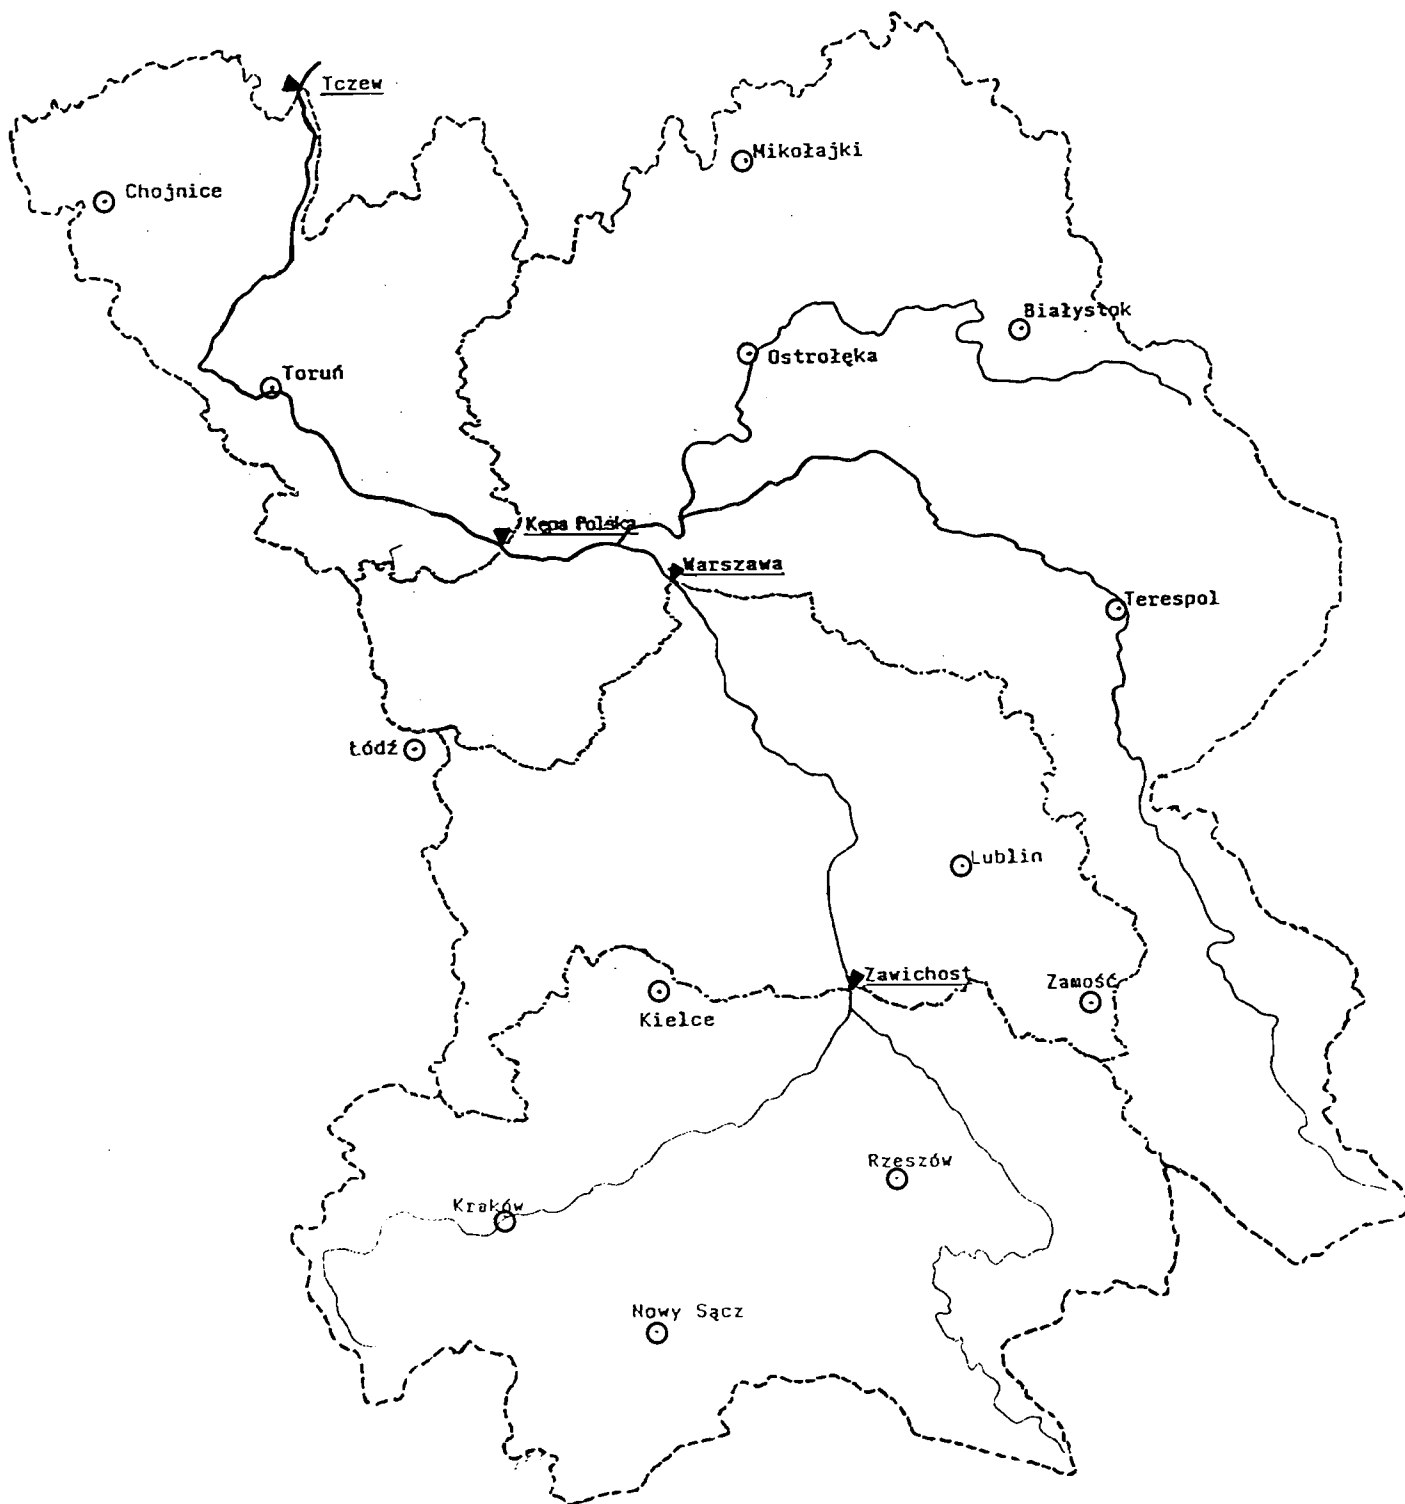 Tczew
Mikołajki
Chojnice
Białystok
Ostrołęka
Toruń
Kępa Polska
Warszawa
Terespol
Łódź
Lublin
Zawichost
Zamość
Kielce
Rzeszów
Kraków
Nowy Sącz